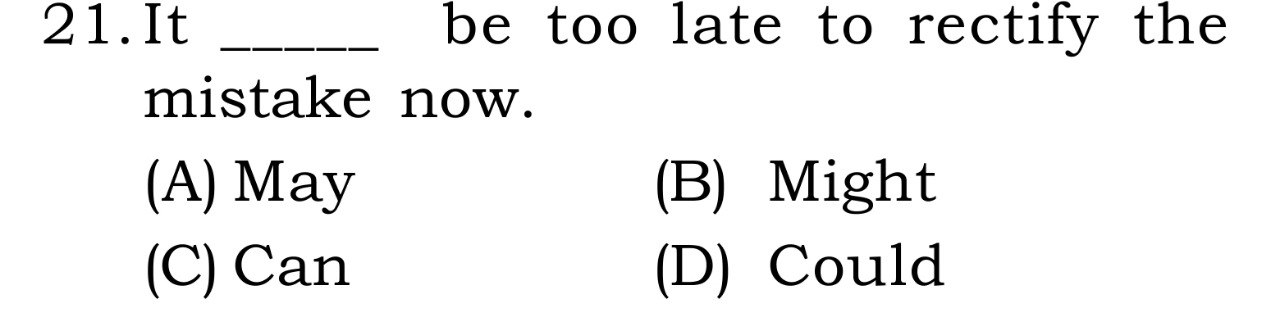 21. It _____ be too late to rectify the
mistake now.
(A) May (B) Might
(C) Can (D) Could